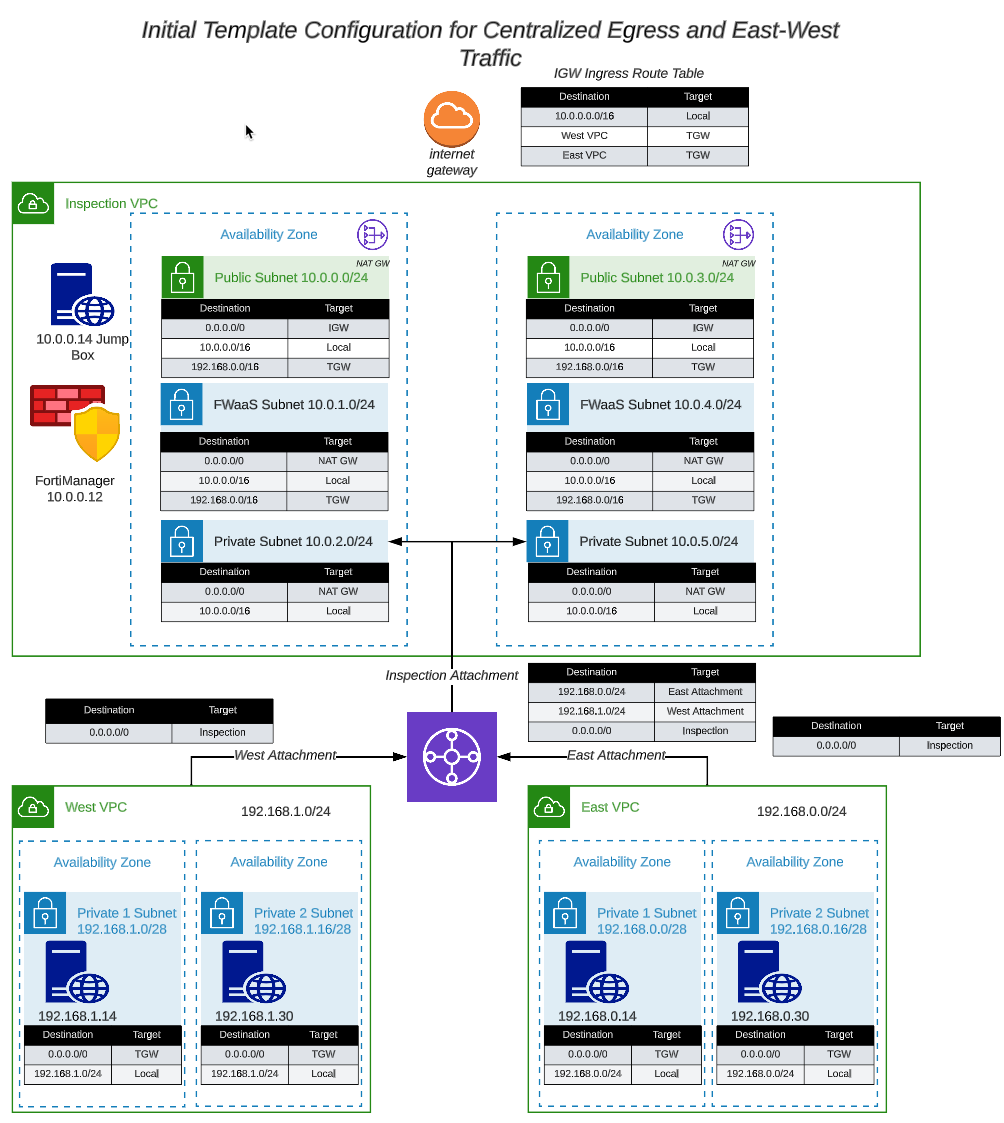 Initial Template Configuration for Centralized Egress and East-West
Traffic
IGW Ingress Route Table
Destination Target
10.0.0.0.0/16 Local
West VPC TGW
East VPC TGW
internet
gateway
Inspection VPC
Availability Zone
NAT GW
Public Subnet 10.0.0.0/24
Destination Target
0.0.0.0/0 IGW
10.0.0.0/16 Local
192.168.0.0/16 TGW
FWaaS Subnet 10.0.1.0/24
Destination Target
0.0.0.0/0 NAT GW
10.0.0.0/16 Local
192.168.0.0/16 TGW
Private Subnet 10.0.2.0/24
Destination Target
0.0.0.0/0 NAT GW
10.0.0.0/16 Local
Availability Zone
NAT GW
Public Subnet 10.0.3.0/24
Destination Target
0.0.0.0/0 IGW
10.0.0.0/16 Local
192.168.0.0/16 TGW
FWaaS Subnet 10.0.4.0/24
Destination Target
0.0.0.0/0 NAT GW
10.0.0.0/16 Local
192.168.0.0/16 TGW
Private Subnet 10.0.5.0/24
Destination Target
0.0.0.0/0 NAT GW
10.0.0.0/16 Local
10.0.0.14 Jump
Box
FortiManager
10.0.0.12
Inspection Attachment
Destination Target
192.168.0.0/24 East Attachment
192.168.1.0/24 West Attachment
0.0.0.0/0 Inspection
Destination Target
0.0.0.0/0 Inspection
Destination Target
0.0.0.0/0 Inspection
West Attachment
East Attachment
West VPC
192.168.1.0/24
Availability Zone
Private 1 Subnet
192.168.1.0/28
192.168.1.14
Destination Target
0.0.0.0/0 TGW
192.168.1.0/24 Local
Availability Zone
Private 2 Subnet
192.168.1.16/28
192.168.1.30
Destination Target
0.0.0.0/0 TGW
192.168.1.0/24 Local
East VPC
192.168.0.0/24
Availability Zone
Private 1 Subnet
192.168.0.0/28
192.168.0.14
Destination Target
0.0.0.0/0 TGW
192.168.0.0/24 Local
Availability Zone
Private 2 Subnet
192.168.0.16/28
192.168.0.30
Destination Target
0.0.0.0/0 TGW
192.168.0.0/24 Local